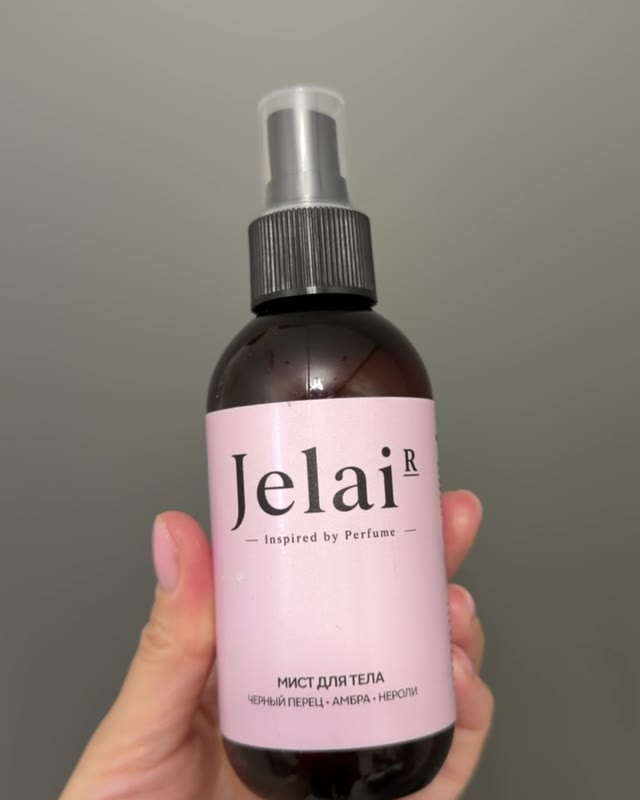 Jelai R
— Inspired by Perfume —
МИСТ ДЛЯ ТЕЛА
ЧЕРНЫЙ ПЕРЕЦ • АМБРА • НЕРОЛИ